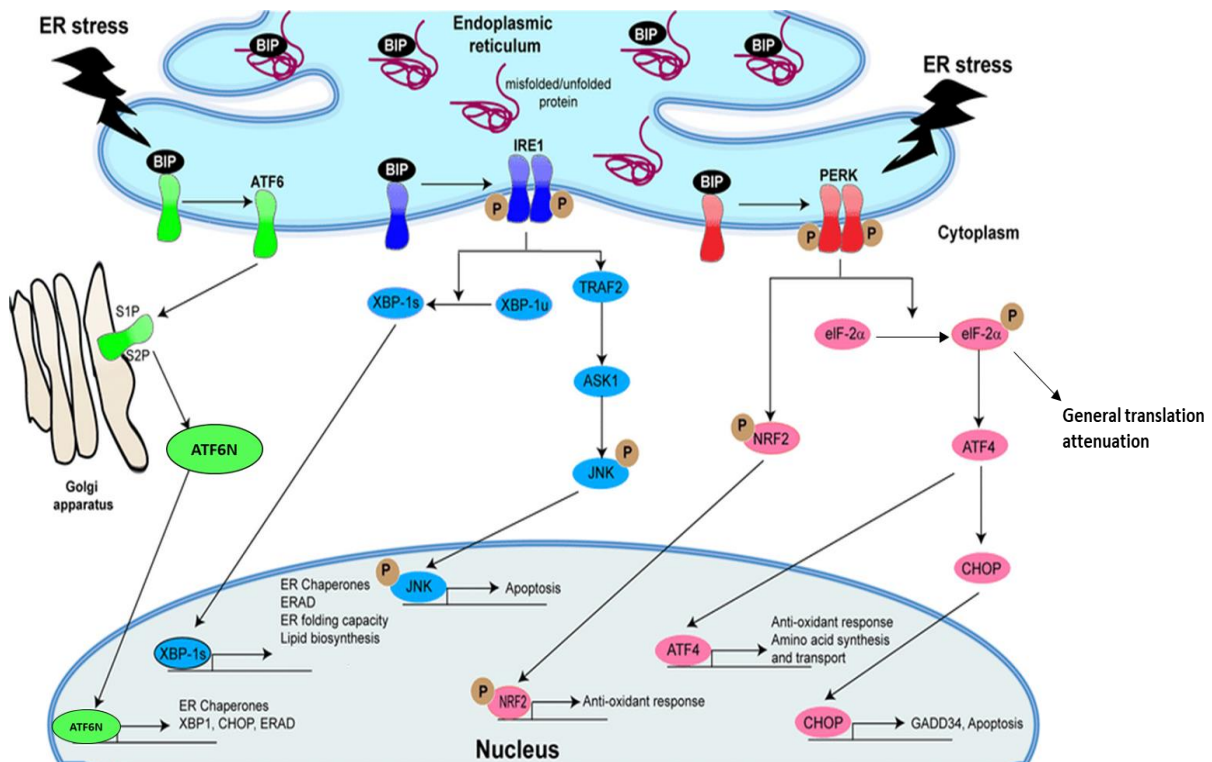 ER stress
Endoplasmic
reticulum
BIP
BIP
BIP
BIP
misfolded/unfolded
protein
ER stress
BIP
ATF6
BIP
IRE1
P
P
BIP
PERK
P
P
Cytoplasm
S1P
S2P
XBP-1s
XBP-1u
TRAF2
eIF-2α
eIF-2α
P
ASK1
General translation
attenuation
ATF6N
P
NRF2
ATF4
JNK
P
Golgi
apparatus
CHOP
P
JNK
Apoptosis
ER Chaperones
ERAD
ER folding capacity
Lipid biosynthesis
XBP-1s
ATF4
Anti-oxidant response
Amino acid synthesis
and transport
P
NRF2
Anti-oxidant response
ATF6N
ER Chaperones
XBP1, CHOP, ERAD
CHOP
GADD34, Apoptosis
Nucleus